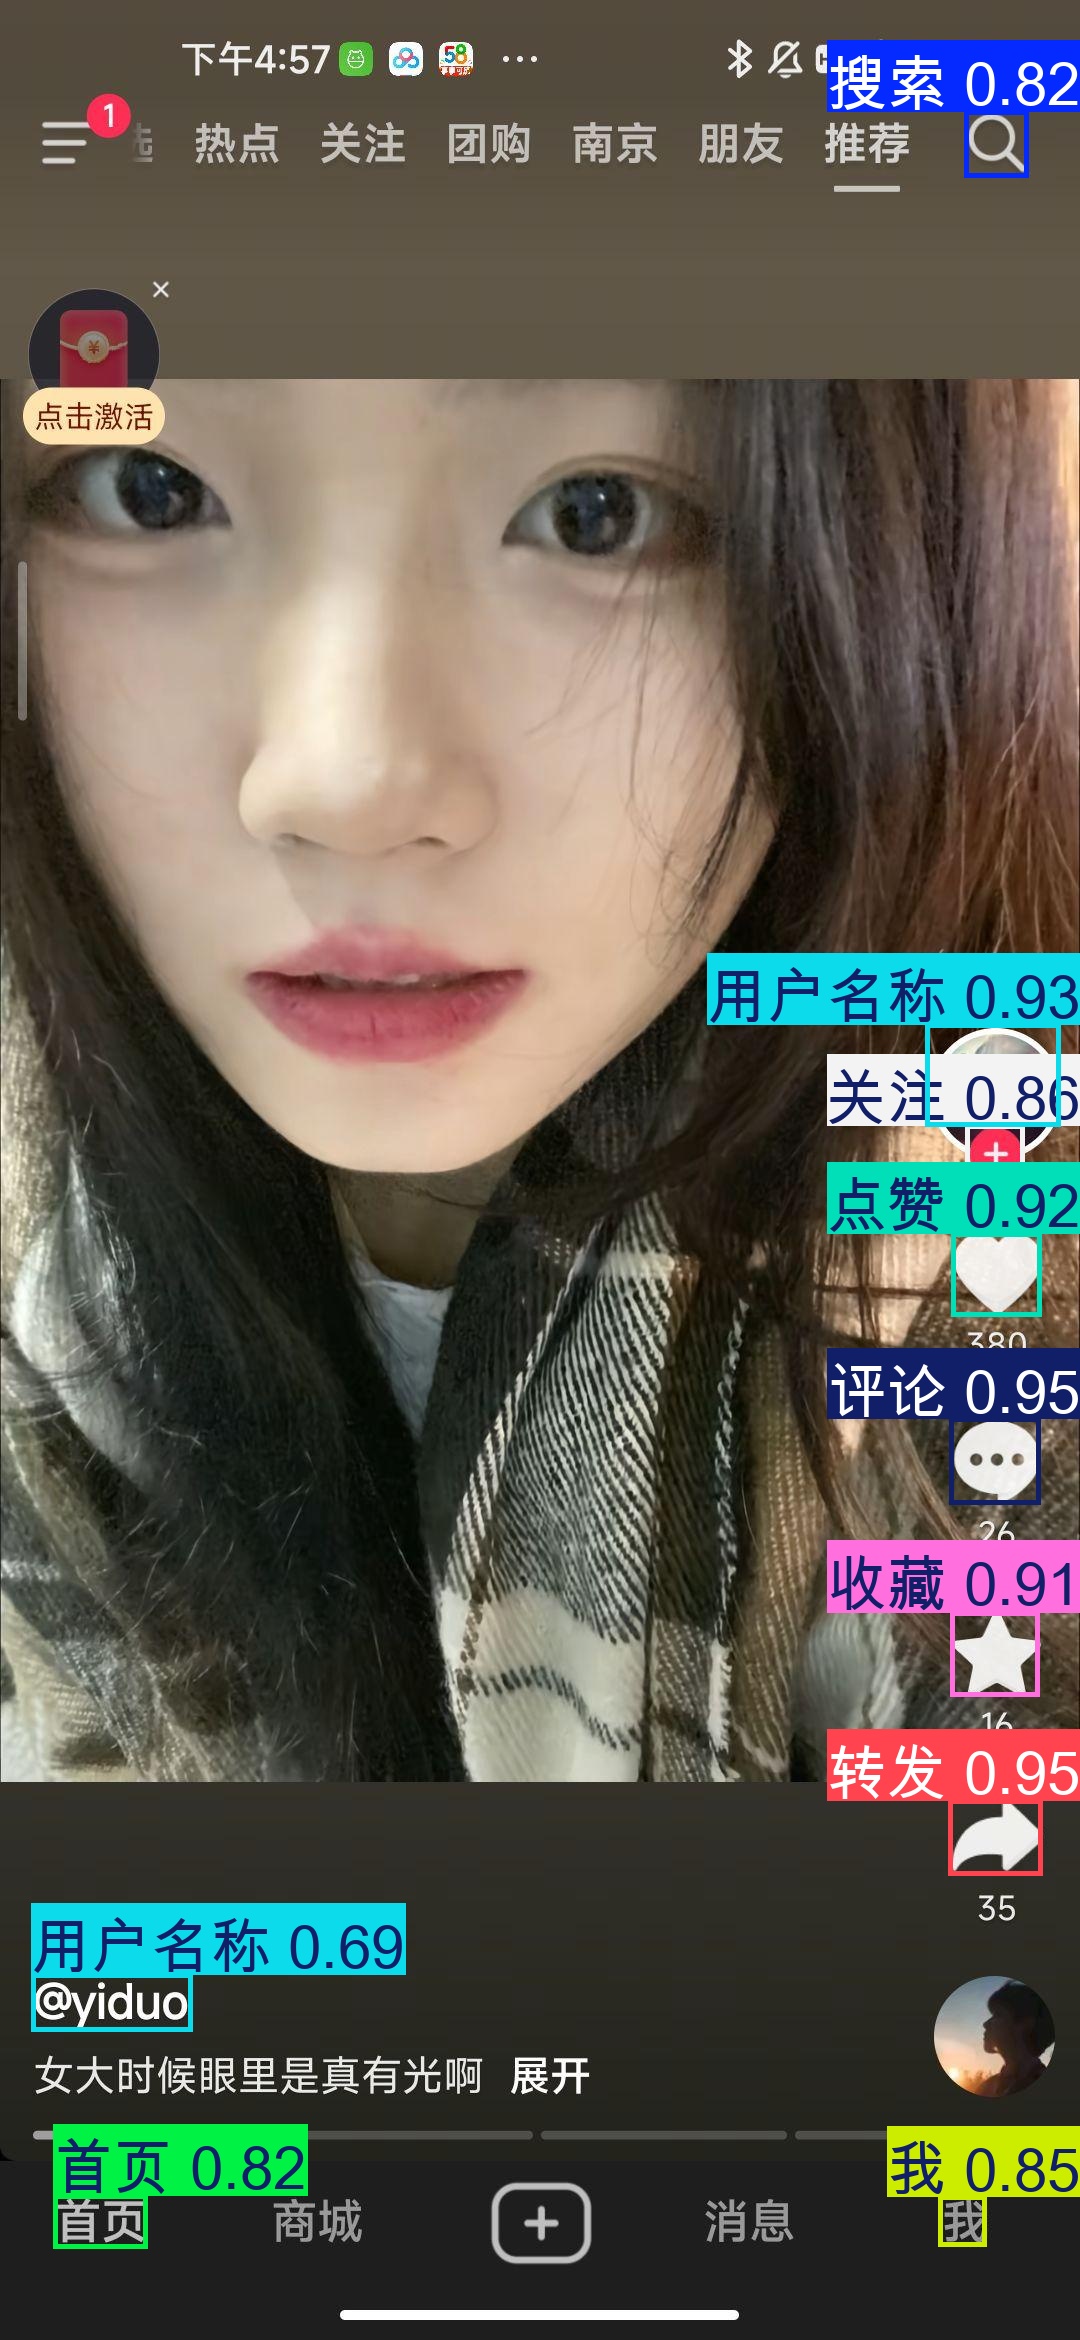 下午4:57
搜索 0.82
1
热点 关注 团购 南京 朋友 推荐
点击激活
用户名称 0.93
关注 0.86
点赞 0.92
380
评论 0.95
26
收藏 0.91
16
转发 0.95
35
用户名称 0.69
@yiduo
女大时候眼里是真有光啊 展开
首页 0.82
我 0.85
首页 商城 消息 我